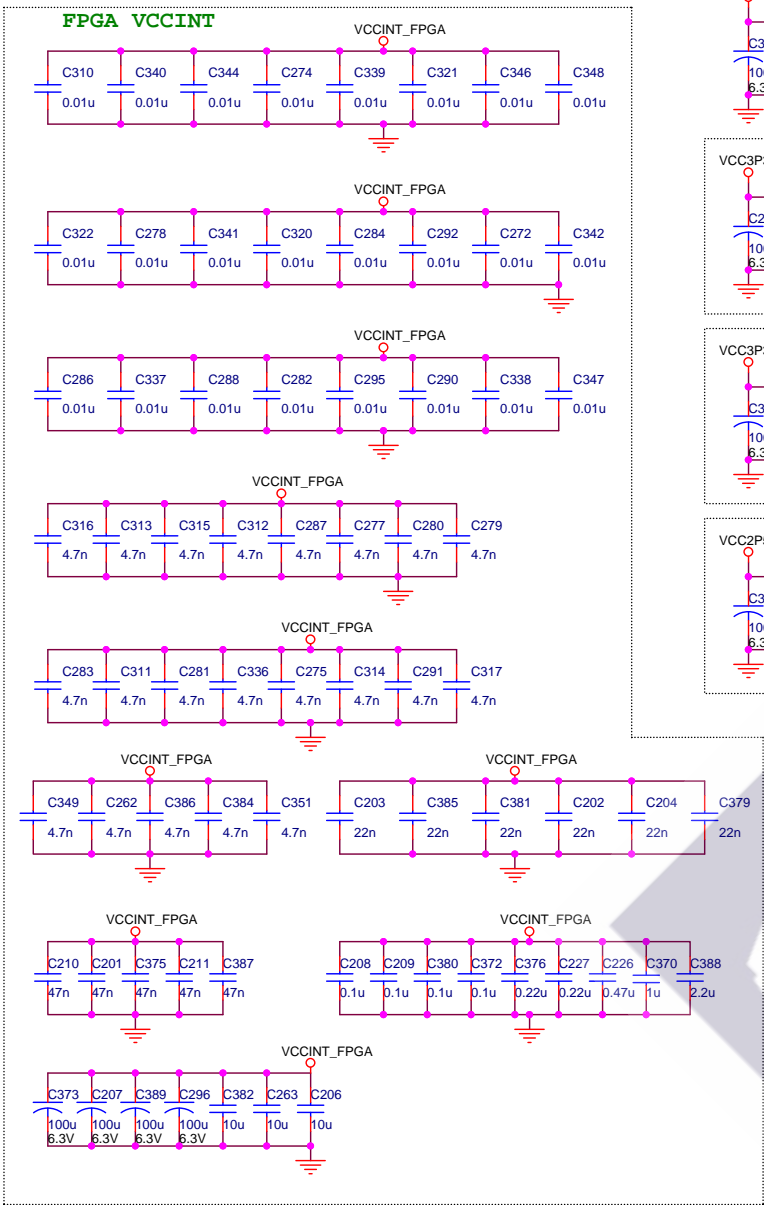 FPGA VCCINT
VCCINT_FPGA
C310 C340 C344 C274 C339 C321 C346 C348
0.01u 0.01u 0.01u 0.01u 0.01u 0.01u 0.01u 0.01u
VCCINT_FPGA
C322 C278 C341 C320 C284 C292 C272 C342
0.01u 0.01u 0.01u 0.01u 0.01u 0.01u 0.01u 0.01u
VCCINT_FPGA
C286 C337 C288 C282 C295 C290 C338 C347
0.01u 0.01u 0.01u 0.01u 0.01u 0.01u 0.01u 0.01u
VCCINT_FPGA
C316 C313 C315 C312 C287 C277 C280 C279
4.7n 4.7n 4.7n 4.7n 4.7n 4.7n 4.7n 4.7n
VCCINT_FPGA
C283 C311 C281 C336 C275 C314 C291 C317
4.7n 4.7n 4.7n 4.7n 4.7n 4.7n 4.7n 4.7n
VCCINT_FPGA
C349 C262 C386 C384 C351
4.7n 4.7n 4.7n 4.7n 4.7n
VCCINT_FPGA
C203 C385 C381 C202 C204 C379
22n 22n 22n 22n 22n 22n
VCCINT_FPGA
C210 C201 C375 C211 C387
47n 47n 47n 47n 47n
VCCINT_FPGA
C208 C209 C380 C372 C376 C227 C226 C370 C388
0.1u 0.1u 0.1u 0.1u 0.22u 0.22u 0.47u 1u 2.2u
VCCINT_FPGA
C373 C207 C389 C296 C382 C263 C206
100u 100u 100u 100u 10u 10u 10u
6.3V 6.3V 6.3V 6.3V